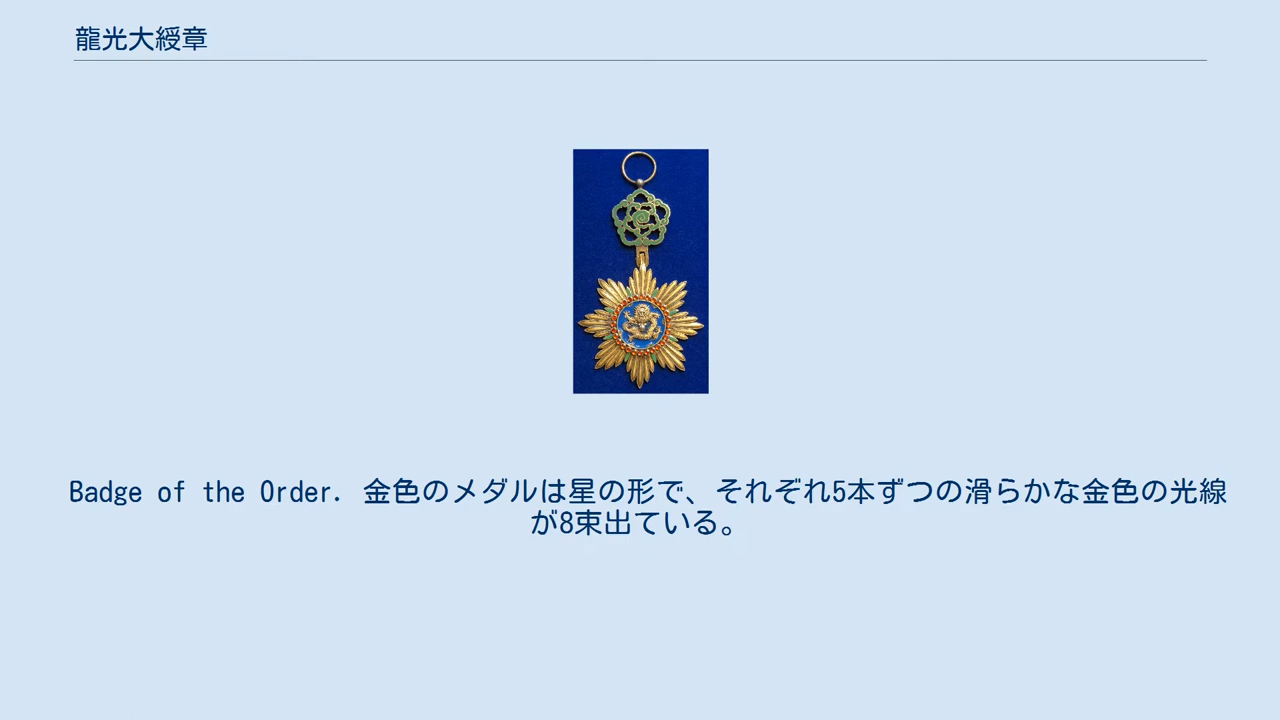 龍光大綬章
Badge of the Order. 金色のメダルは星の形で、それぞれ5本ずつの滑らかな金色の光線
が8束出ている。